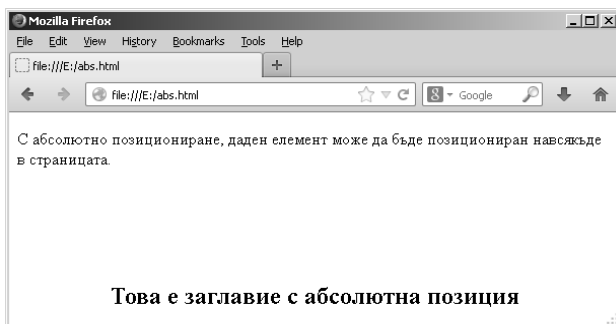 Mozilla Firefox
File Edit View History Bookmarks Tools Help
file:///E:/abs.html
file:///E:/abs.html
Google
С абсолютно позициониране, даден елемент може да бъде позициониран навсякъде
в страницата.
Това е заглавие с абсолютна позиция